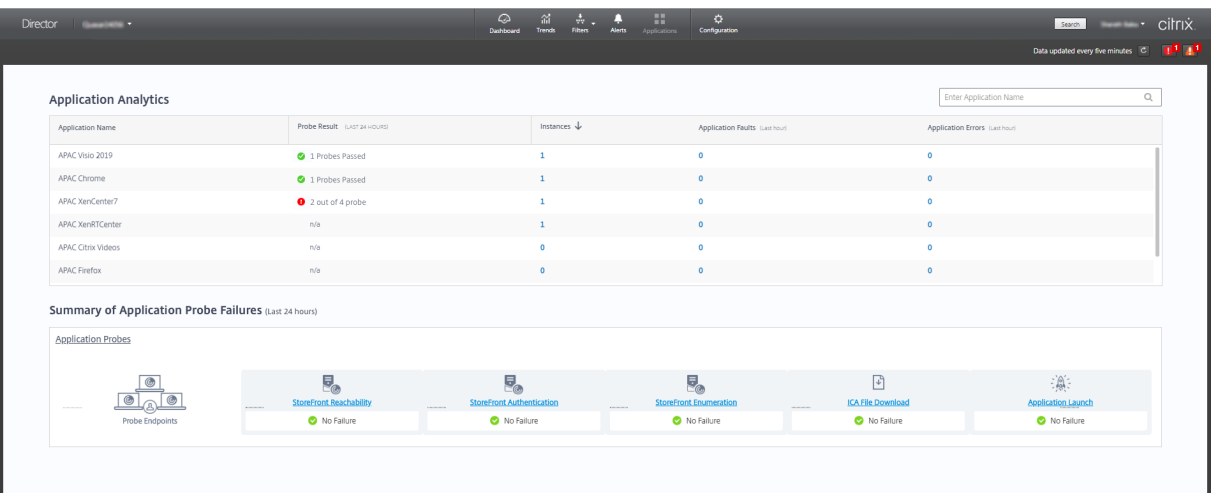 Director
Dashboard Trends Filters Alerts Applications Configuration
Search
citrix
Data updated every five minutes
1 1
Application Analytics
Enter Application Name
Application Name Probe Result (LAST 24 HOURS) Instances Application Faults (Last hour) Application Errors (Last hour)
APAC Visio 2019 1 Probes Passed 1 0 0
APAC Chrome 1 Probes Passed 1 0 0
APAC XenCenter7 2 out of 4 probe 1 0 0
APAC XenRTCenter n/a 1 0 0
APAC Citrix Videos n/a 0 0 0
APAC Firefox n/a 0 0 0
Summary of Application Probe Failures (Last 24 hours)
Application Probes
Probe Endpoints
StoreFront Reachability
No Failure
StoreFront Authentication
No Failure
StoreFront Enumeration
No Failure
ICA File Download
No Failure
Application Launch
No Failure